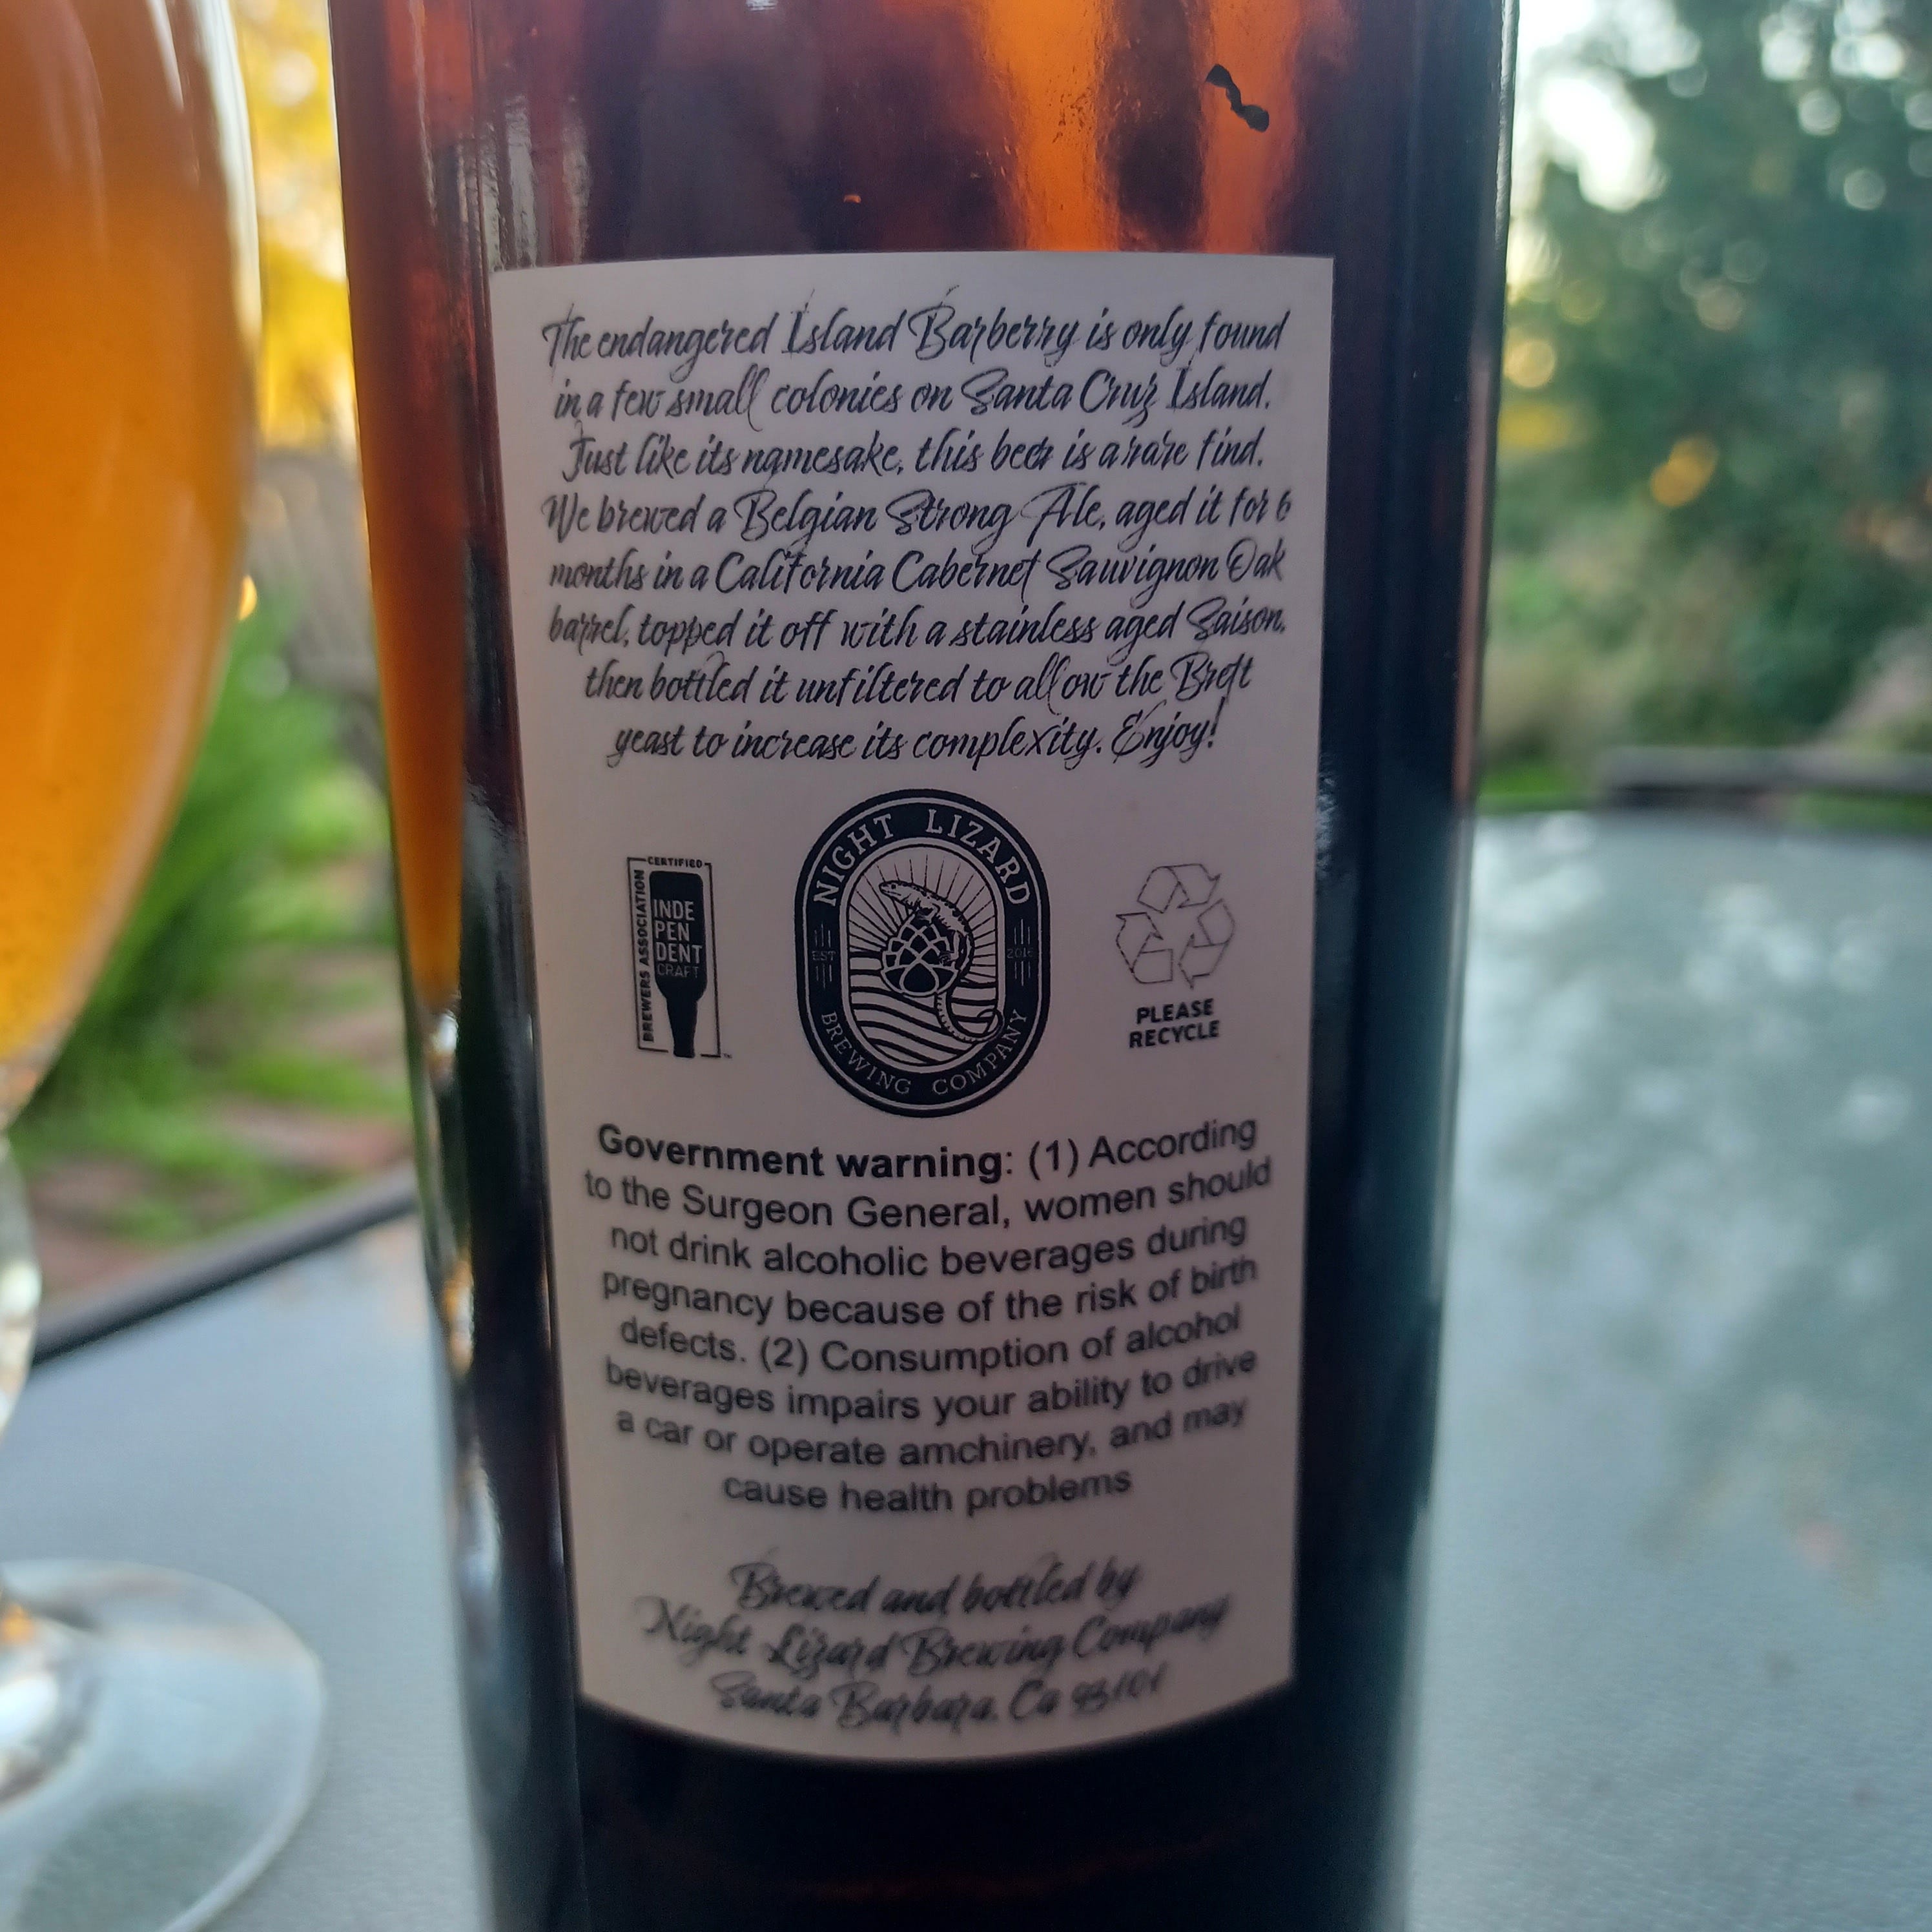 The endangered Island Barberry is only found
in a few small colonies on Santa Cruz Island.
Just like its namesake, this beer is a rare find.
We brewed a Belgian Strong Ale, aged it for 6
months in a California Cabernet Sauvignon Oak
barrel, topped it off with a stainless aged Saison,
then bottled it unfiltered to allow the Brett
yeast to increase its complexity. Enjoy!
CERTIFIED
BREWERS ASSOCIATION
INDE
PEN
DENT
CRAFT
NIGHT LIZARD
EST
BREWING COMPANY
PLEASE
RECYCLE
Government warning: (1) According
to the Surgeon General, women should
not drink alcoholic beverages during
pregnancy because of the risk of birth
defects. (2) Consumption of alcohol
beverages impairs your ability to drive
a car or operate amchinery, and may
cause health problems
Brewed and bottled by
Night Lizard Brewing Company
Santa Barbara, Ca 93101